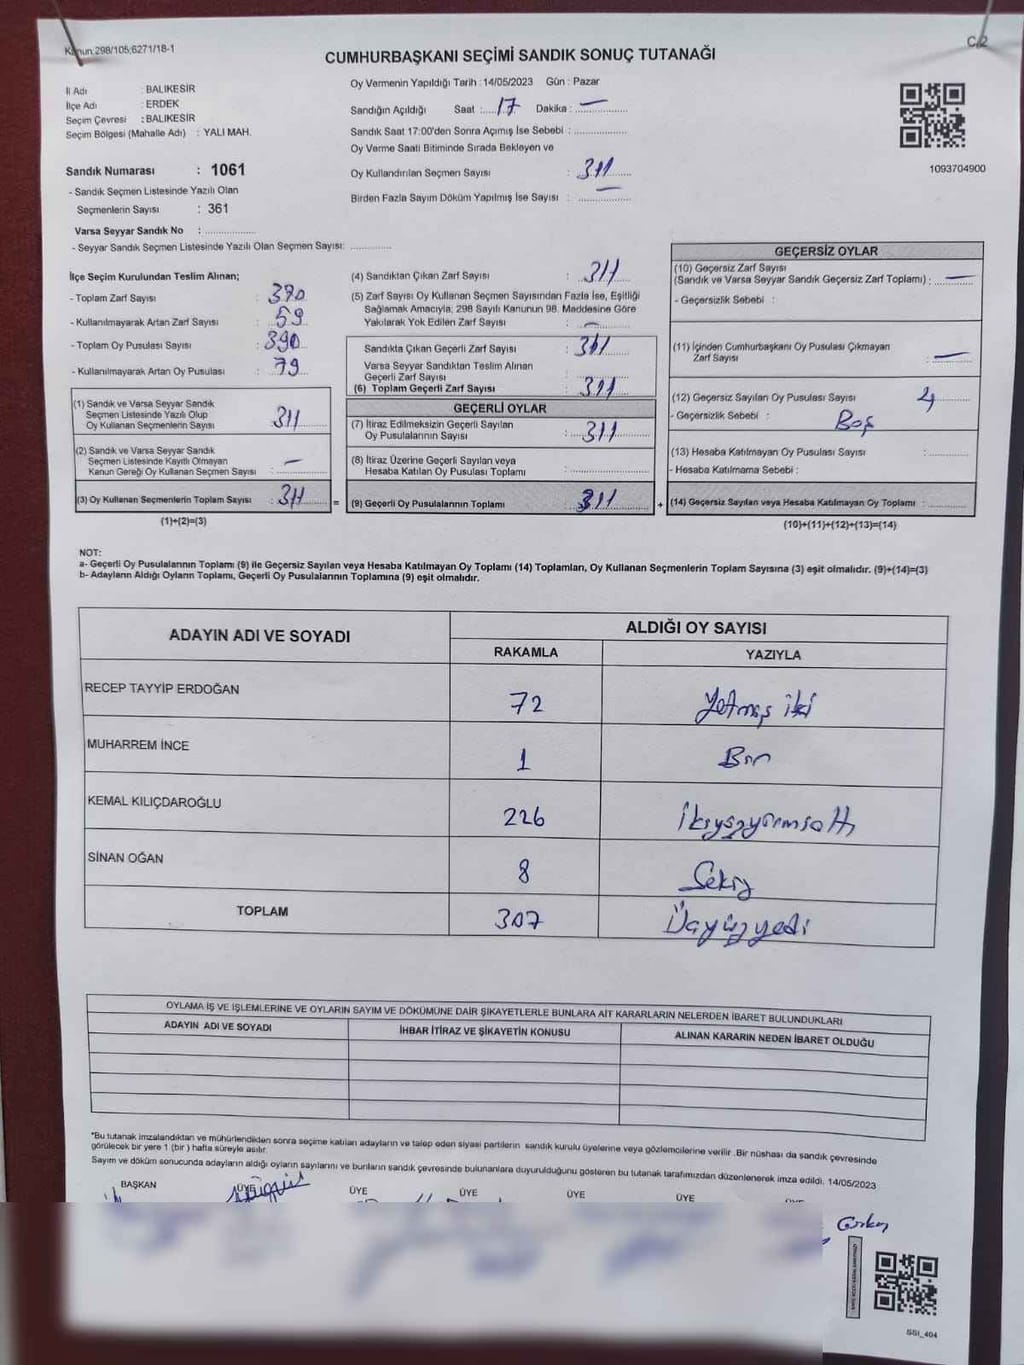 Kanun:298/105;6271/18-1
C/2
CUMHURBAŞKANI SEÇİMİ SANDIK SONUÇ TUTANAĞI
İl Adı : BALIKESİR
İlçe Adı : ERDEK
Seçim Çevresi : BALIKESİR
Seçim Bölgesi (Mahalle Adı) : YALI MAH.
Sandık Numarası : 1061
- Sandık Seçmen Listesinde Yazılı Olan
Seçmenlerin Sayısı : 361
Varsa Seyyar Sandık No : ................
- Seyyar Sandık Seçmen Listesinde Yazılı Olan Seçmen Sayısı: ............
Oy Vermenin Yapıldığı Tarih : 14/05/2023 Gün : Pazar
Sandığın Açıldığı Saat :..... 17 Dakika : —
Sandık Saat 17:00'den Sonra Açımış İse Sebebi : ................
Oy Verme Saati Bitiminde Sırada Bekleyen ve
Oy Kullandırılan Seçmen Sayısı : 311
Birden Fazla Sayım Döküm Yapılmış İse Sayısı : —
1093704900
İlçe Seçim Kurulundan Teslim Alınan;
- Toplam Zarf Sayısı : 370
- Kullanılmayarak Artan Zarf Sayısı : 59
- Toplam Oy Pusulası Sayısı : 390
- Kullanılmayarak Artan Oy Pusulası : 79
(1) Sandık ve Varsa Seyyar Sandık
Seçmen Listesinde Yazılı Olup
Oy Kullanan Seçmenlerin Sayısı : 311
(2) Sandık ve Varsa Seyyar Sandık
Seçmen Listesinde Kayıtlı Olmayan
Kanun Gereği Oy Kullanan Seçmen Sayısı : —
(3) Oy Kullanan Seçmenlerin Toplam Sayısı : 311 =
(1)+(2)=(3)
(4) Sandıktan Çıkan Zarf Sayısı : 311
(5) Zarf Sayısı Oy Kullanan Seçmen Sayısından Fazla İse, Eşitliği
Sağlamak Amacıyla; 298 Sayılı Kanunun 98. Maddesine Göre
Yakılarak Yok Edilen Zarf Sayısı : —
Sandıkta Çıkan Geçerli Zarf Sayısı : 311
Varsa Seyyar Sandıktan Teslim Alınan
Geçerli Zarf Sayısı :
(6) Toplam Geçerli Zarf Sayısı : 311
GEÇERLİ OYLAR
(7) İtiraz Edilmeksizin Geçerli Sayılan
Oy Pusulalarının Sayısı : 311
(8) İtiraz Üzerine Geçerli Sayılan veya
Hesaba Katılan Oy Pusulası Toplamı :
(9) Geçerli Oy Pusulalarının Toplamı : 311 +
GEÇERSİZ OYLAR
(10) Geçersiz Zarf Sayısı
(Sandık ve Varsa Seyyar Sandık Geçersiz Zarf Toplamı) : —
- Geçersizlik Sebebi :
(11) İçinden Cumhurbaşkanı Oy Pusulası Çıkmayan
Zarf Sayısı : —
(12) Geçersiz Sayılan Oy Pusulası Sayısı : 4
- Geçersizlik Sebebi : Boş
(13) Hesaba Katılmayan Oy Pusulası Sayısı :
- Hesaba Katılmama Sebebi :
(14) Geçersiz Sayılan veya Hesaba Katılmayan Oy Toplamı :
(10)+(11)+(12)+(13)=(14)
NOT:
a- Geçerli Oy Pusulalarının Toplamı (9) ile Geçersiz Sayılan veya Hesaba Katılmayan Oy Toplamı (14) Toplamları, Oy Kullanan Seçmenlerin Toplam Sayısına (3) eşit olmalıdır. (9)+(14)=(3)
b- Adayların Aldığı Oyların Toplamı, Geçerli Oy Pusulalarının Toplamına (9) eşit olmalıdır.
ADAYIN ADI VE SOYADI ALDIĞI OY SAYISI
RAKAMLA YAZIYLA
RECEP TAYYİP ERDOĞAN 72 Yetmiş iki
MUHARREM İNCE 1 Bir
KEMAL KILIÇDAROĞLU 226 İkiyüzyirmialtı
SİNAN OĞAN 8 Sekiz
TOPLAM 307 Üçyüzyedi
OYLAMA İŞ VE İŞLEMLERİNE VE OYLARIN SAYIM VE DÖKÜMÜNE DAİR ŞİKAYETLERLE BUNLARA AİT KARARLARIN NELERDEN İBARET BULUNDUKLARI
ADAYIN ADI VE SOYADI İHBAR İTİRAZ VE ŞİKAYETİN KONUSU ALINAN KARARIN NEDEN İBARET OLDUĞU
*Bu tutanak imzalandıktan ve mühürlendikden sonra seçime katılan adayların ve talep eden siyasi partilerin sandık kurulu üyelerine veya gözlemcilerine verilir. Bir nüshası da sandık çevresinde
görülecek bir yere 1 (bir) hafta süreyle asılır.
Sayım ve döküm sonucunda adayların aldığı oyların sayılarını ve bunların sandık çevresinde bulunanlara duyurulduğunu gösteren bu tutanak tarafımızdan düzenlenerek imza edildi. 14/05/2023
BAŞKAN ÜYE ÜYE ÜYE ÜYE ÜYE ÜYE
SSI_404